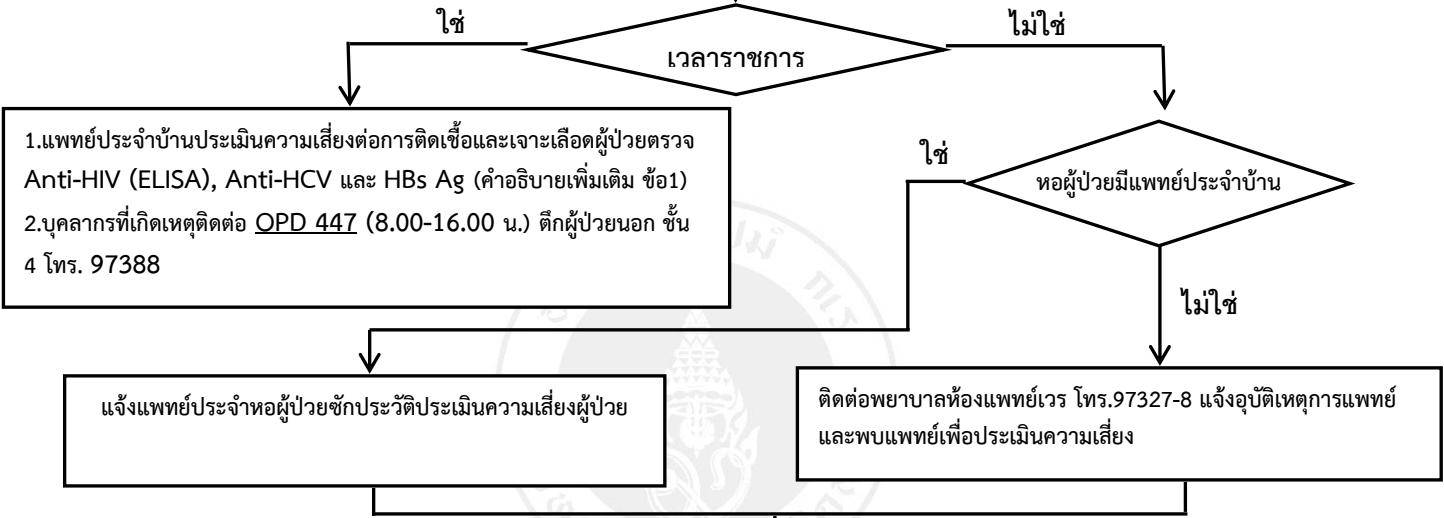 ใช่
ไม่ใช่
เวลาราชการ
1.แพทย์ประจำบ้านประเมินความเสี่ยงต่อการติดเชื้อและเจาะเลือดผู้ป่วยตรวจ
Anti-HIV (ELISA), Anti-HCV และ HBs Ag (คำอธิบายเพิ่มเติม ข้อ1)
2.บุคลากรที่เกิดเหตุติดต่อ OPD 447 (8.00-16.00 น.) ตึกผู้ป่วยนอก ชั้น
4 โทร. 97388
ใช่
หอผู้ป่วยมีแพทย์ประจำบ้าน
ไม่ใช่
แจ้งแพทย์ประจำหอผู้ป่วยซักประวัติประเมินความเสี่ยงผู้ป่วย
ติดต่อพยาบาลห้องแพทย์เวร โทร.97327-8 แจ้งอุบัติเหตุการแพทย์
และพบแพทย์เพื่อประเมินความเสี่ยง